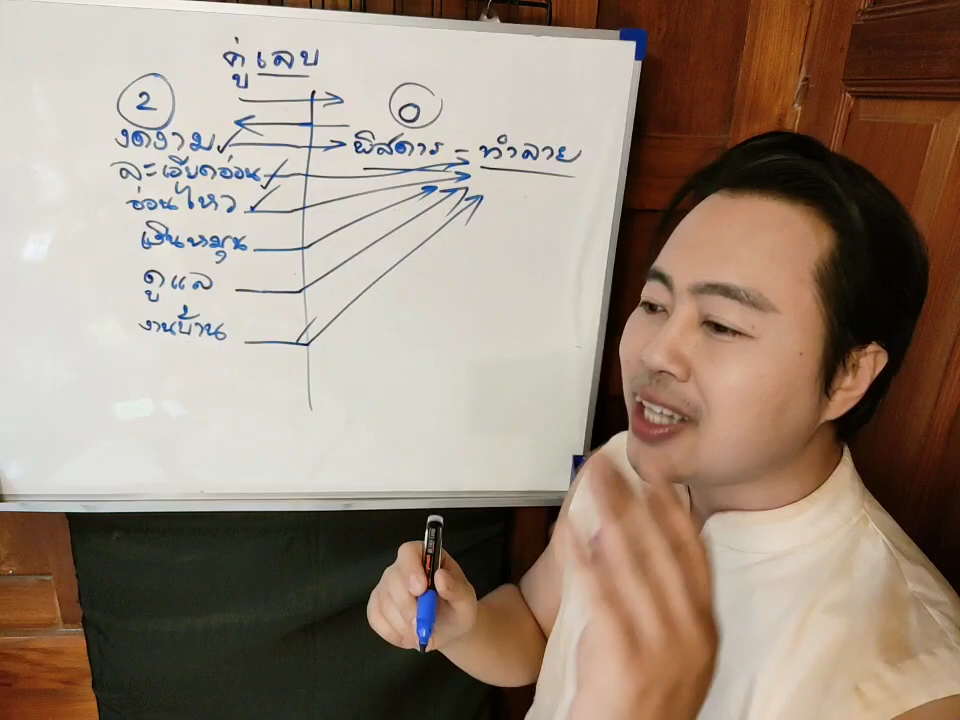 คู่เลข
2
0
งดงาม
พิสดาร = ทำลาย
ละเอียดอ่อน
อ่อนไหว
เงินหมุน
ดูแล
งานบ้าน